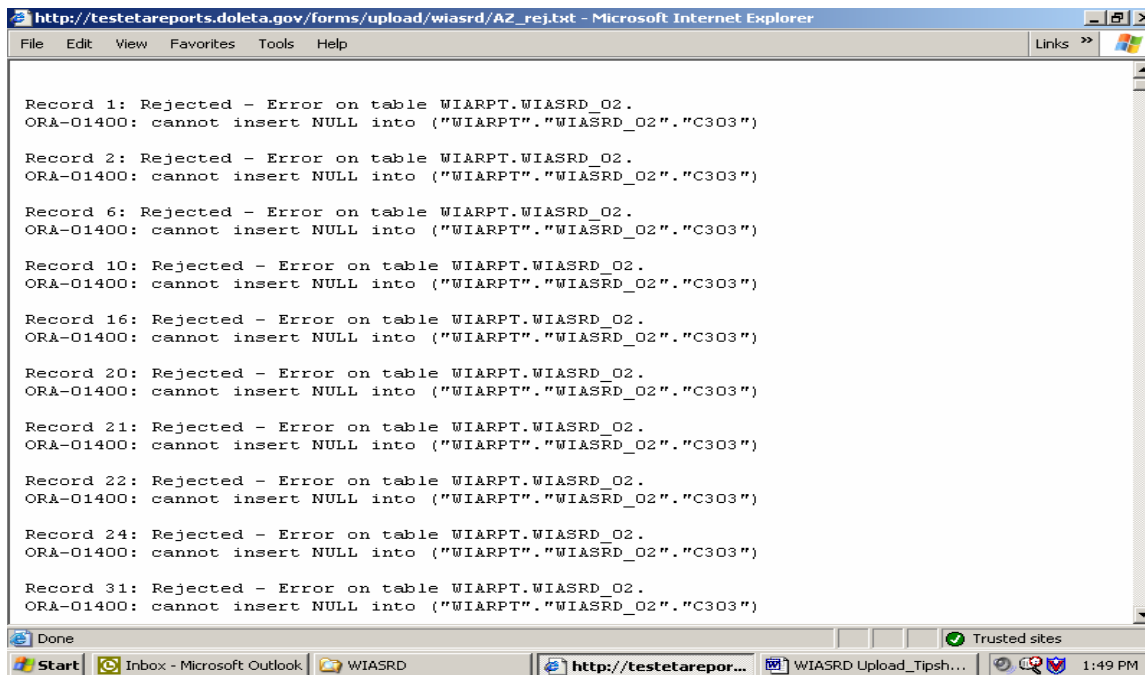 http://testetareports.doleta.gov/forms/upload/wiasrd/AZ_rej.txt - Microsoft Internet Explorer
File Edit View Favorites Tools Help Links »
Record 1: Rejected - Error on table WIARPT.WIASRD_02.
ORA-01400: cannot insert NULL into ("WIARPT"."WIASRD_02"."C303")
Record 2: Rejected - Error on table WIARPT.WIASRD_02.
ORA-01400: cannot insert NULL into ("WIARPT"."WIASRD_02"."C303")
Record 6: Rejected - Error on table WIARPT.WIASRD_02.
ORA-01400: cannot insert NULL into ("WIARPT"."WIASRD_02"."C303")
Record 10: Rejected - Error on table WIARPT.WIASRD_02.
ORA-01400: cannot insert NULL into ("WIARPT"."WIASRD_02"."C303")
Record 16: Rejected - Error on table WIARPT.WIASRD_02.
ORA-01400: cannot insert NULL into ("WIARPT"."WIASRD_02"."C303")
Record 20: Rejected - Error on table WIARPT.WIASRD_02.
ORA-01400: cannot insert NULL into ("WIARPT"."WIASRD_02"."C303")
Record 21: Rejected - Error on table WIARPT.WIASRD_02.
ORA-01400: cannot insert NULL into ("WIARPT"."WIASRD_02"."C303")
Record 22: Rejected - Error on table WIARPT.WIASRD_02.
ORA-01400: cannot insert NULL into ("WIARPT"."WIASRD_02"."C303")
Record 24: Rejected - Error on table WIARPT.WIASRD_02.
ORA-01400: cannot insert NULL into ("WIARPT"."WIASRD_02"."C303")
Record 31: Rejected - Error on table WIARPT.WIASRD_02.
ORA-01400: cannot insert NULL into ("WIARPT"."WIASRD_02"."C303")
Done Trusted sites
Start Inbox - Microsoft Outlook WIASRD http://testetarepor... WIASRD Upload_Tipsh... 1:49 PM